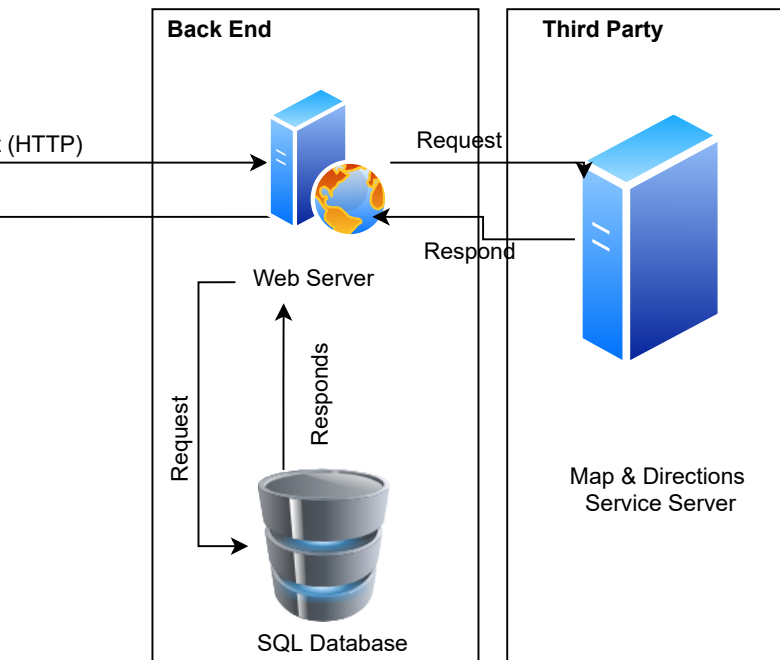 Back End
Third Party
(HTTP)
Request
Respond
Web Server
Request
Responds
Map & Directions
Service Server
SQL Database